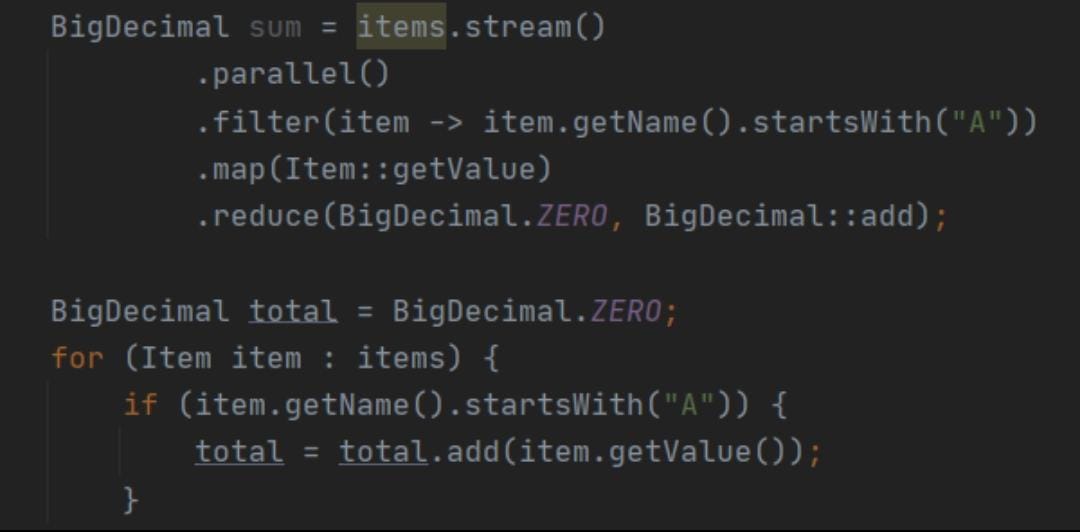 BigDecimal sum = items.stream()
.parallel()
.filter(item -> item.getName().startsWith("A"))
.map(Item::getValue)
.reduce(BigDecimal.ZERO, BigDecimal::add);
BigDecimal total = BigDecimal.ZERO;
for (Item item : items) {
if (item.getName().startsWith("A")) {
total = total.add(item.getValue());
}